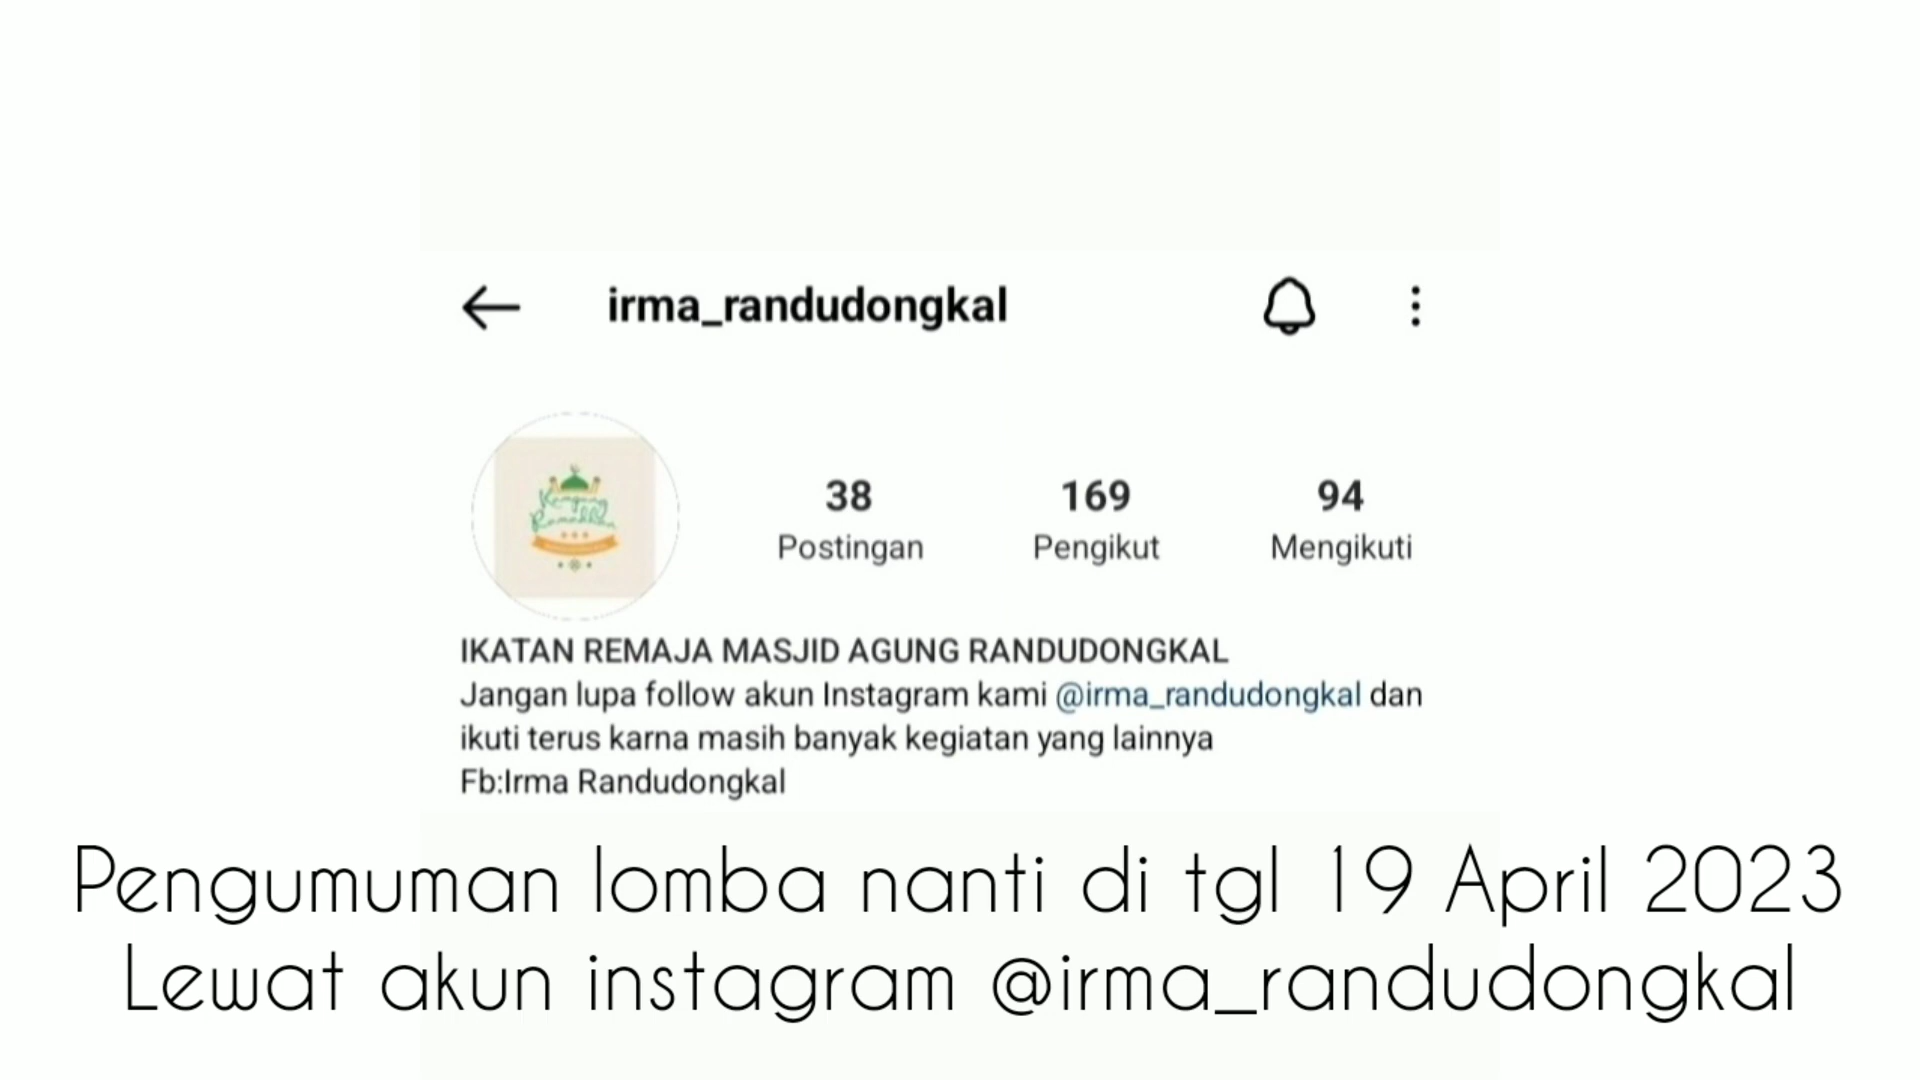 irma_randudongkal
Kampung
Ramadhan
38
Postingan
169
Pengikut
94
Mengikuti
IKATAN REMAJA MASJID AGUNG RANDUDONGKAL
Jangan lupa follow akun Instagram kami @irma_randudongkal dan
ikuti terus karna masih banyak kegiatan yang lainnya
Fb:Irma Randudongkal
Pengumuman lomba nanti di tgl 19 April 2023
Lewat akun instagram @irma_randudongkal